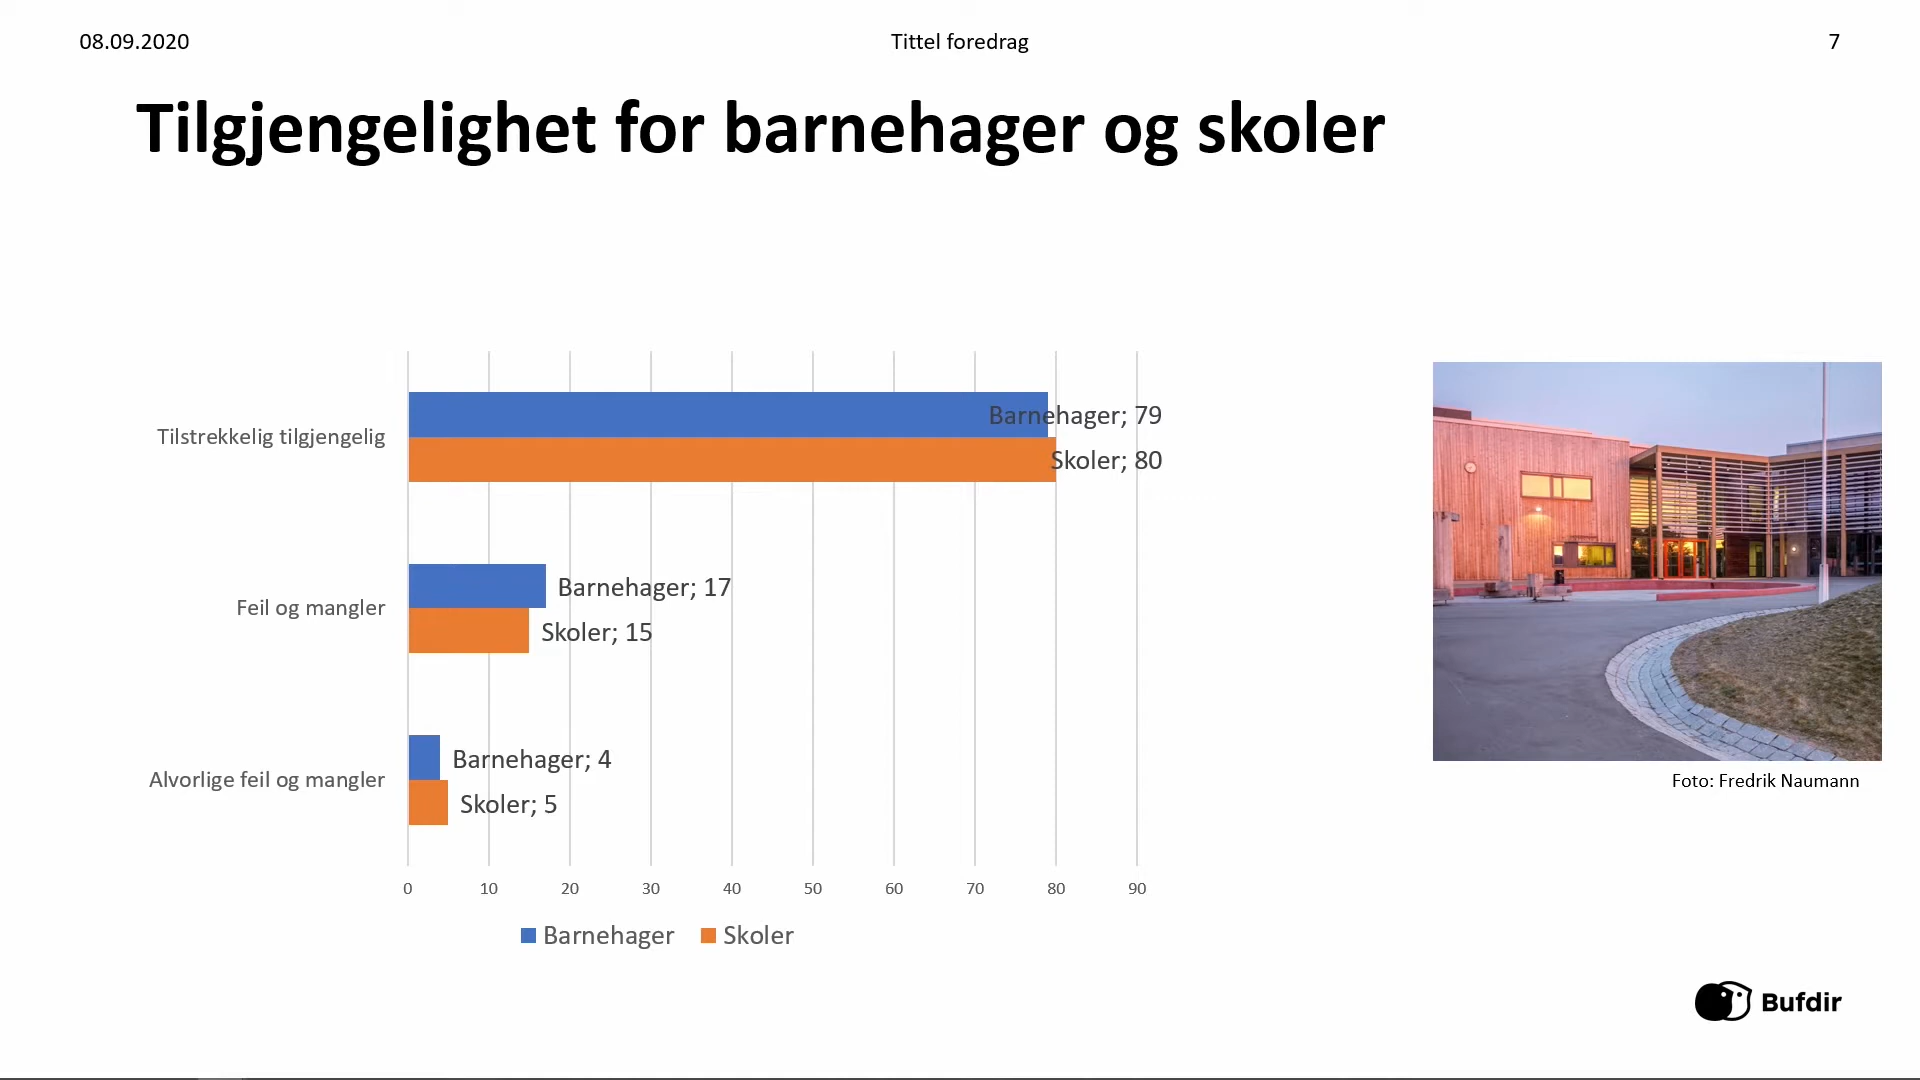 08.09.2020
Tittel foredrag
7
Tilgjengelighet for barnehager og skoler
Barnehager; 79
Tilstrekkelig tilgjengelig
Skoler; 80
Barnehager; 17
Feil og mangler
Skoler; 15
Barnehager; 4
Alvorlige feil og mangler
Skoler; 5
0 10 20 30 40 50 60 70 80 90
Barnehager Skoler
Foto: Fredrik Naumann
Bufdir